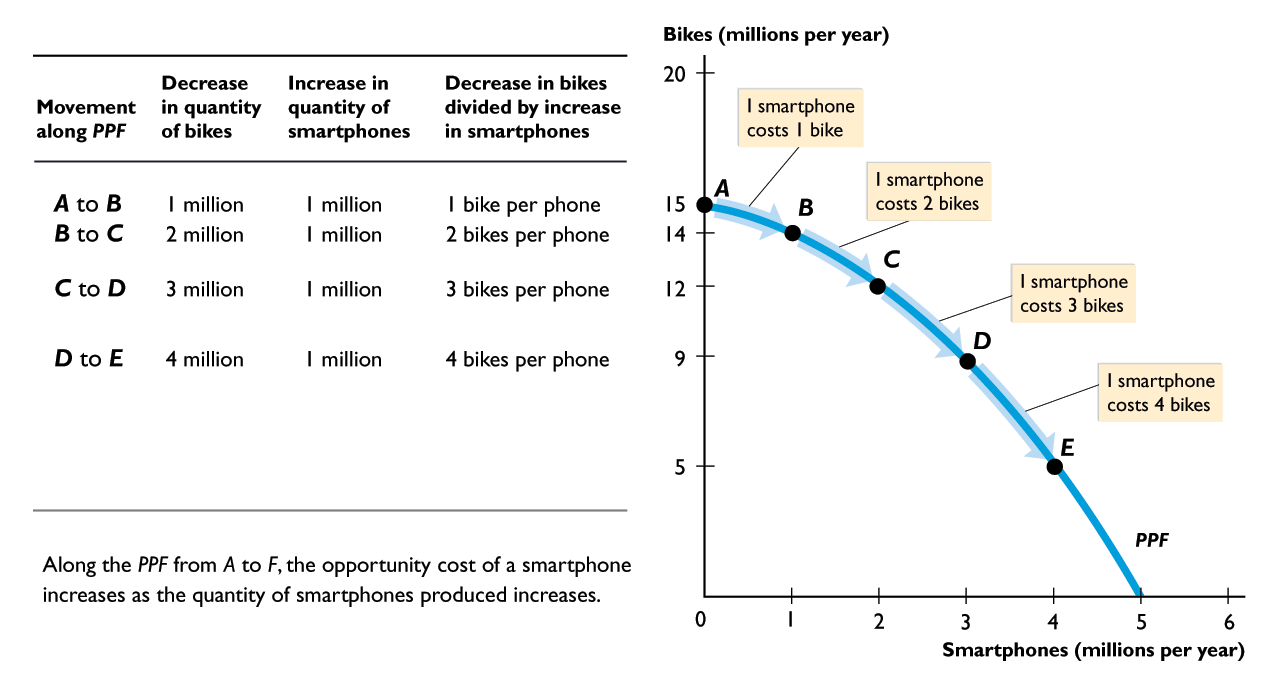 Movement
along PPF
Decrease
in quantity
of bikes
Increase in
quantity of
smartphones
Decrease in bikes
divided by increase
in smartphones
A to B 1 million 1 million 1 bike per phone
B to C 2 million 1 million 2 bikes per phone
C to D 3 million 1 million 3 bikes per phone
D to E 4 million 1 million 4 bikes per phone
Along the PPF from A to F, the opportunity cost of a smartphone
increases as the quantity of smartphones produced increases.
Bikes (millions per year)
20
1 smartphone
costs 1 bike
1 smartphone
costs 2 bikes
A
15
B
14
C
12
1 smartphone
costs 3 bikes
D
9
1 smartphone
costs 4 bikes
E
5
PPF
0 1 2 3 4 5 6
Smartphones (millions per year)